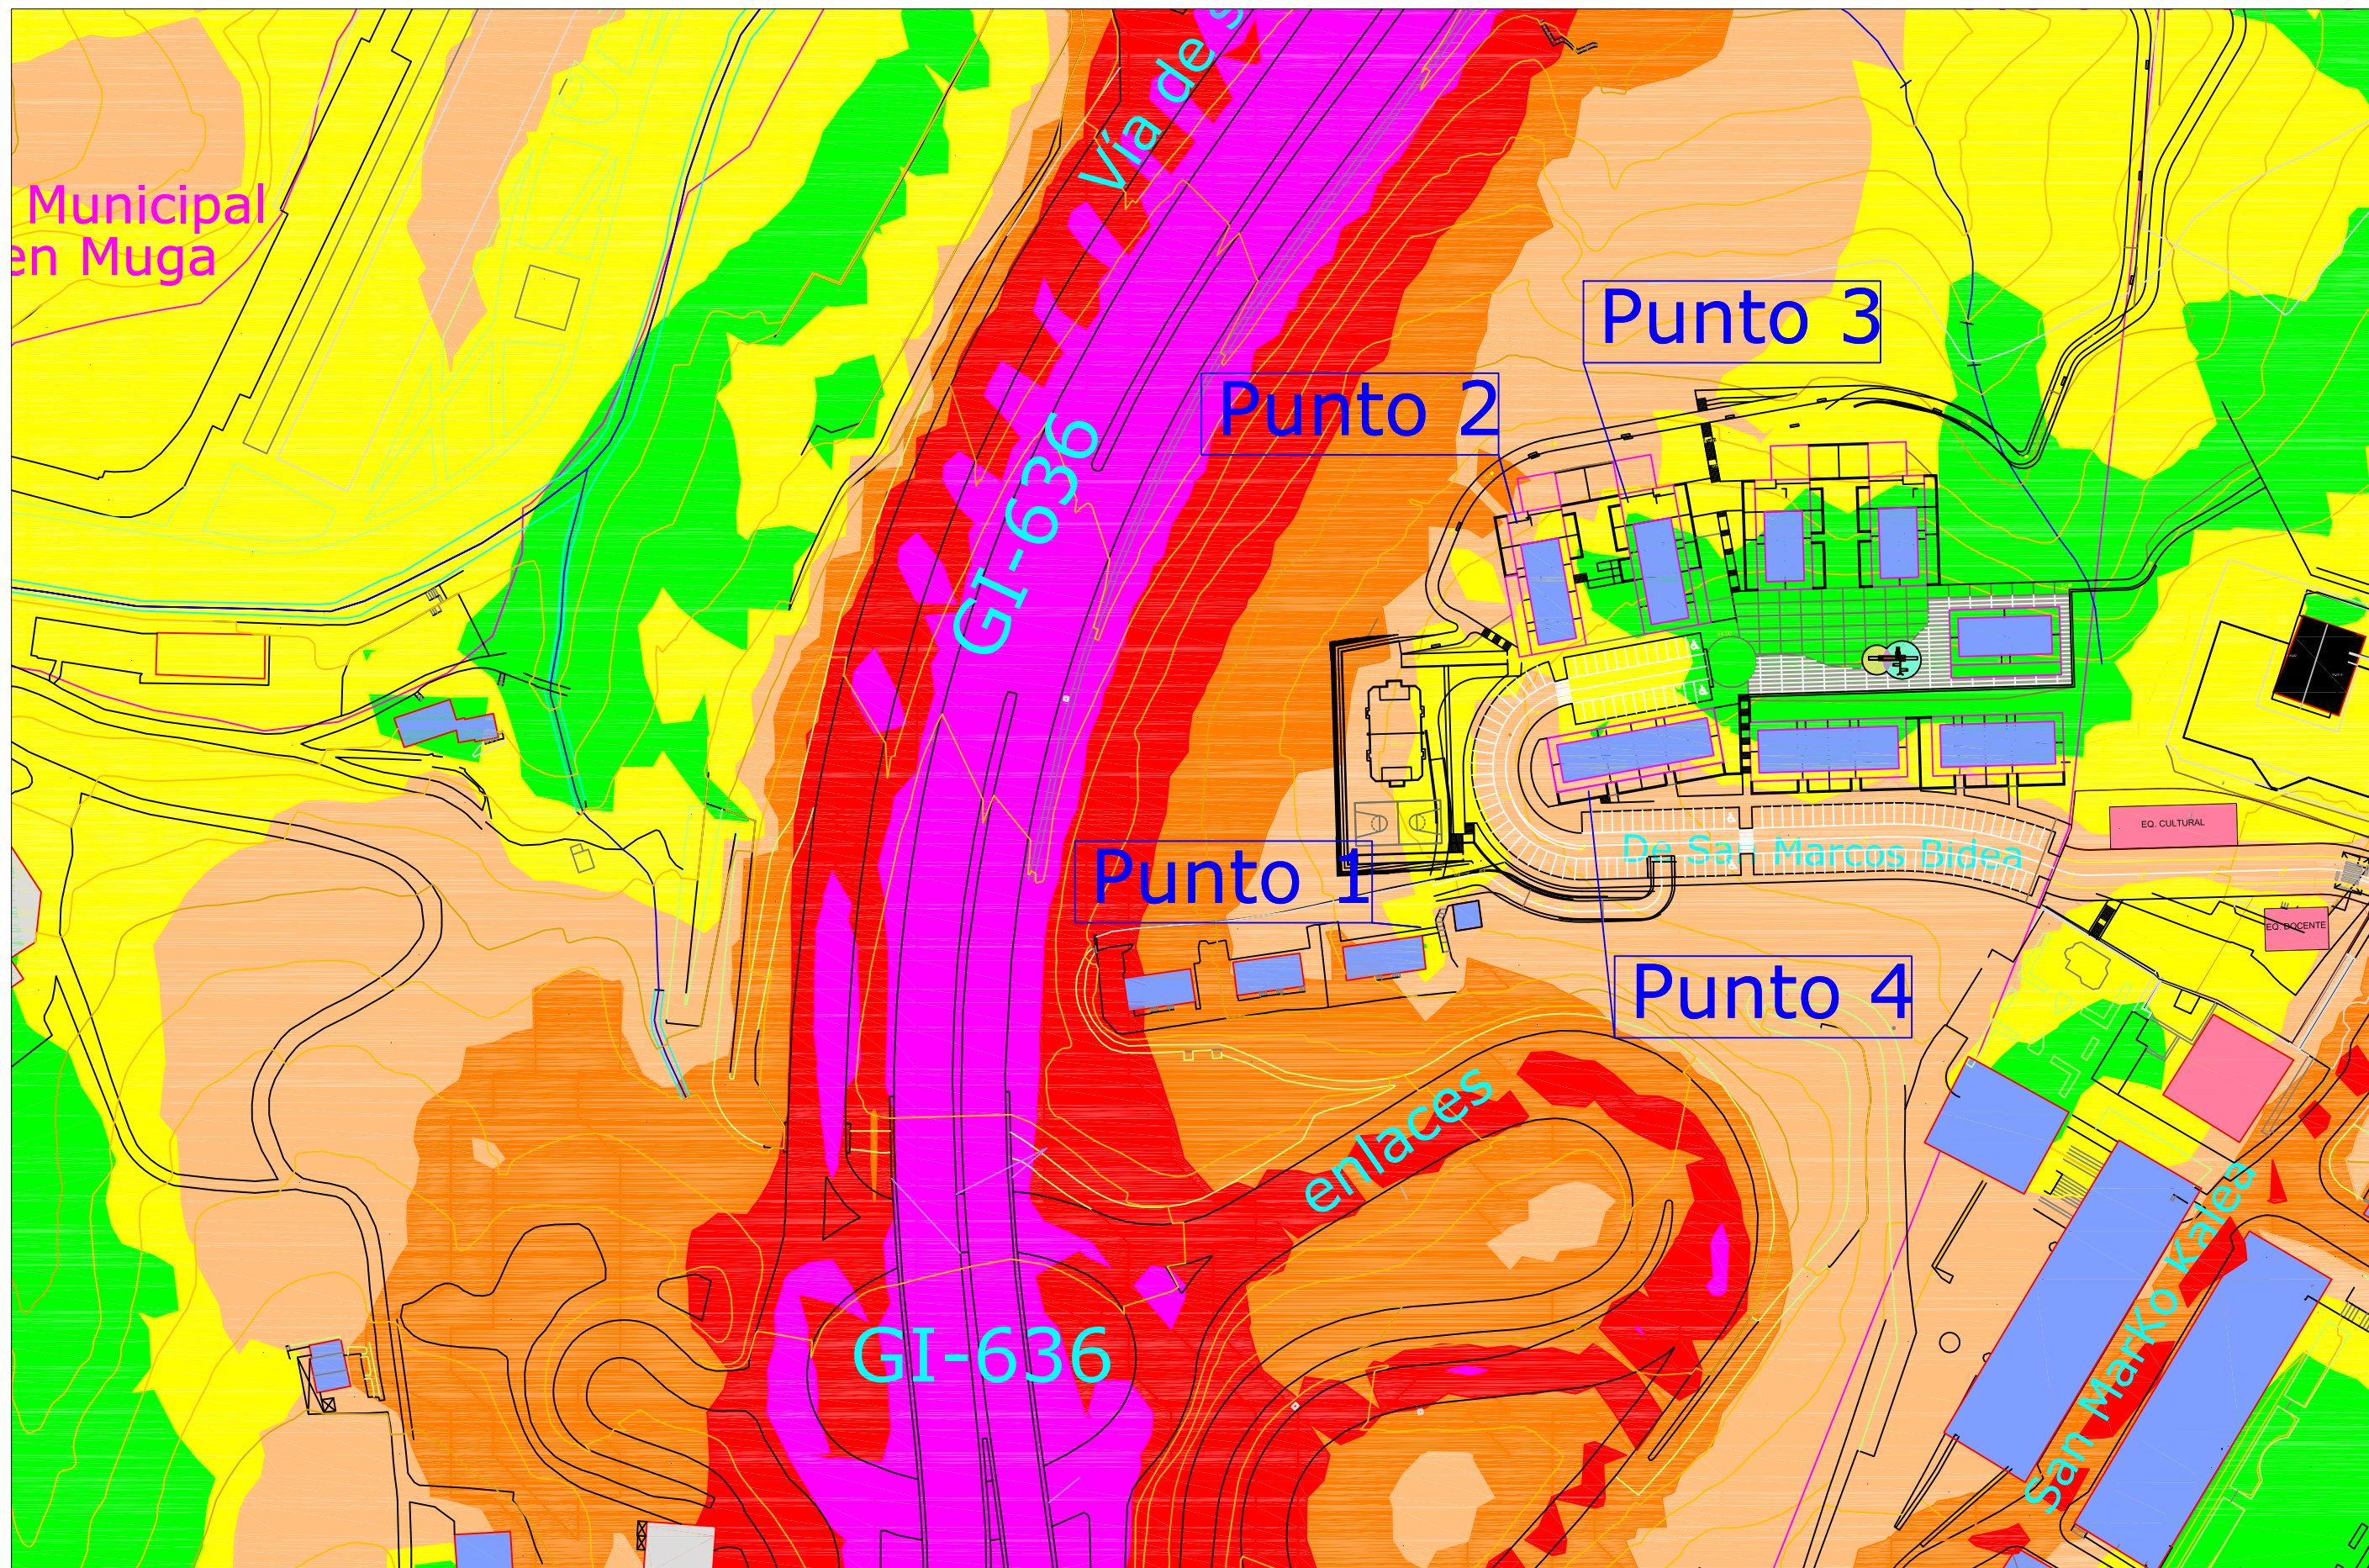 Vía de s
Municipal
en Muga
Punto 3
Punto 2
GI-636
EQ. CULTURAL
De San Marcos Bidea
Punto 1
EQ. DOCENTE
Punto 4
enlaces
San MarKo Kalea
GI-636